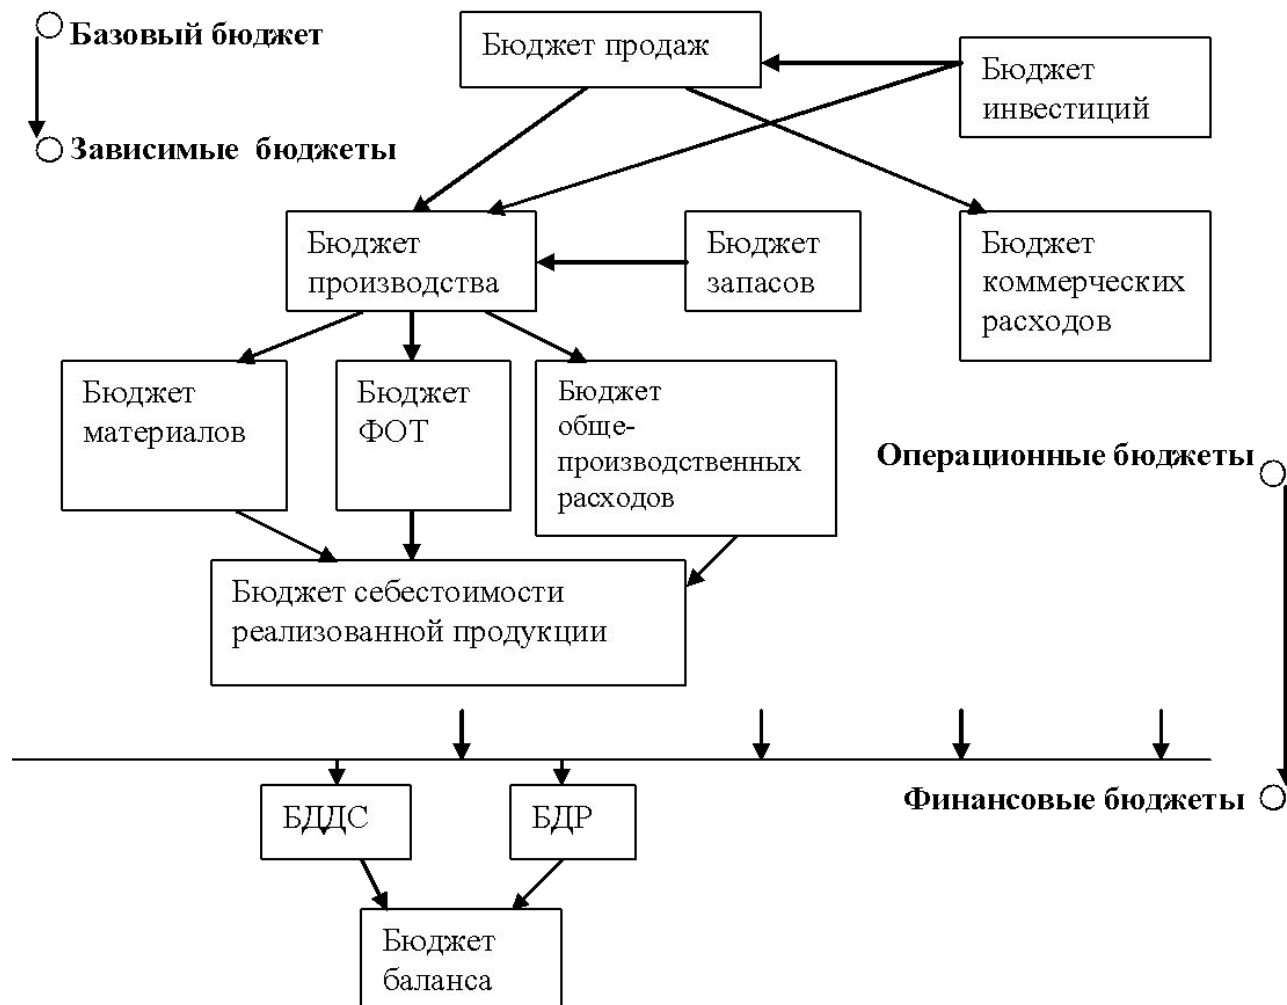 Базовый бюджет
Бюджет продаж
Бюджет
инвестиций
Зависимые бюджеты
Бюджет
производства
Бюджет
запасов
Бюджет
коммерческих
расходов
Бюджет
материалов
Бюджет
ФОТ
Бюджет
обще-
производственных
расходов
Операционные бюджеты
Бюджет себестоимости
реализованной продукции
БДДС
БДР
Финансовые бюджеты
Бюджет
баланса